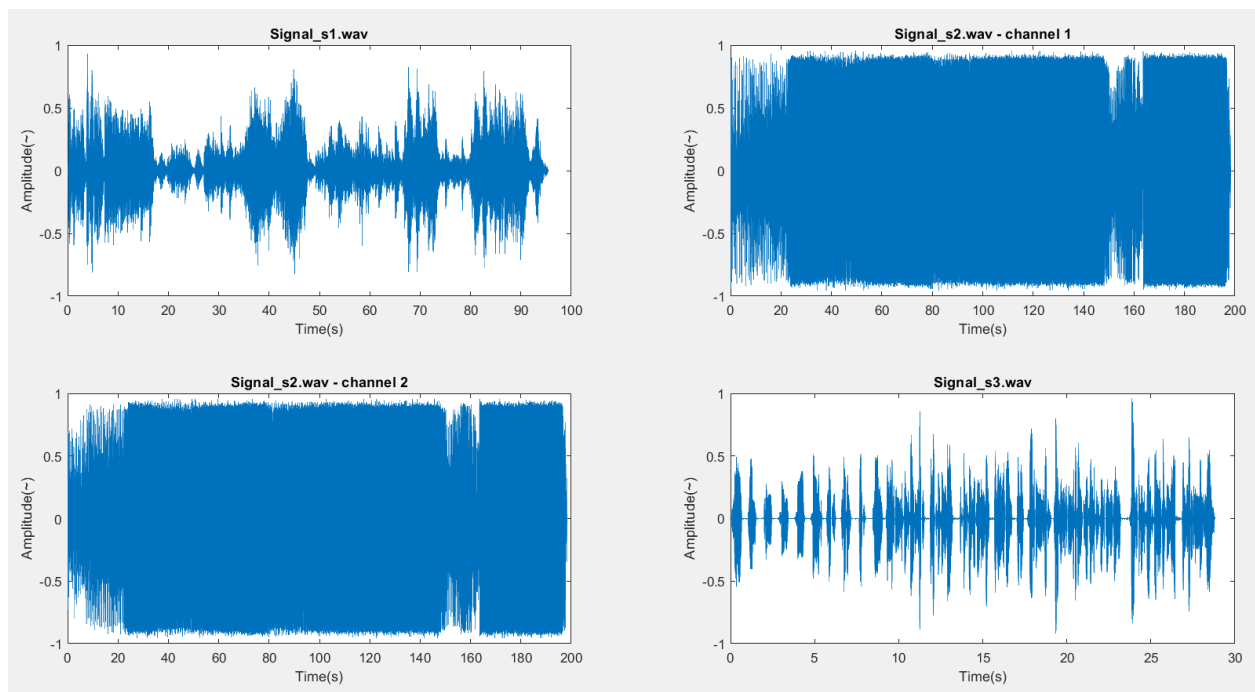 Signal_s1.wav
1
0.5
0
-0.5
-1
Amplitude(~)
0 10 20 30 40 50 60 70 80 90 100
Time(s)
Signal_s2.wav - channel 1
1
0.5
0
-0.5
-1
Amplitude(~)
0 20 40 60 80 100 120 140 160 180 200
Time(s)
Signal_s2.wav - channel 2
1
0.5
0
-0.5
-1
Amplitude(~)
0 20 40 60 80 100 120 140 160 180 200
Time(s)
Signal_s3.wav
1
0.5
0
-0.5
-1
Amplitude(~)
0 5 10 15 20 25 30
Time(s)